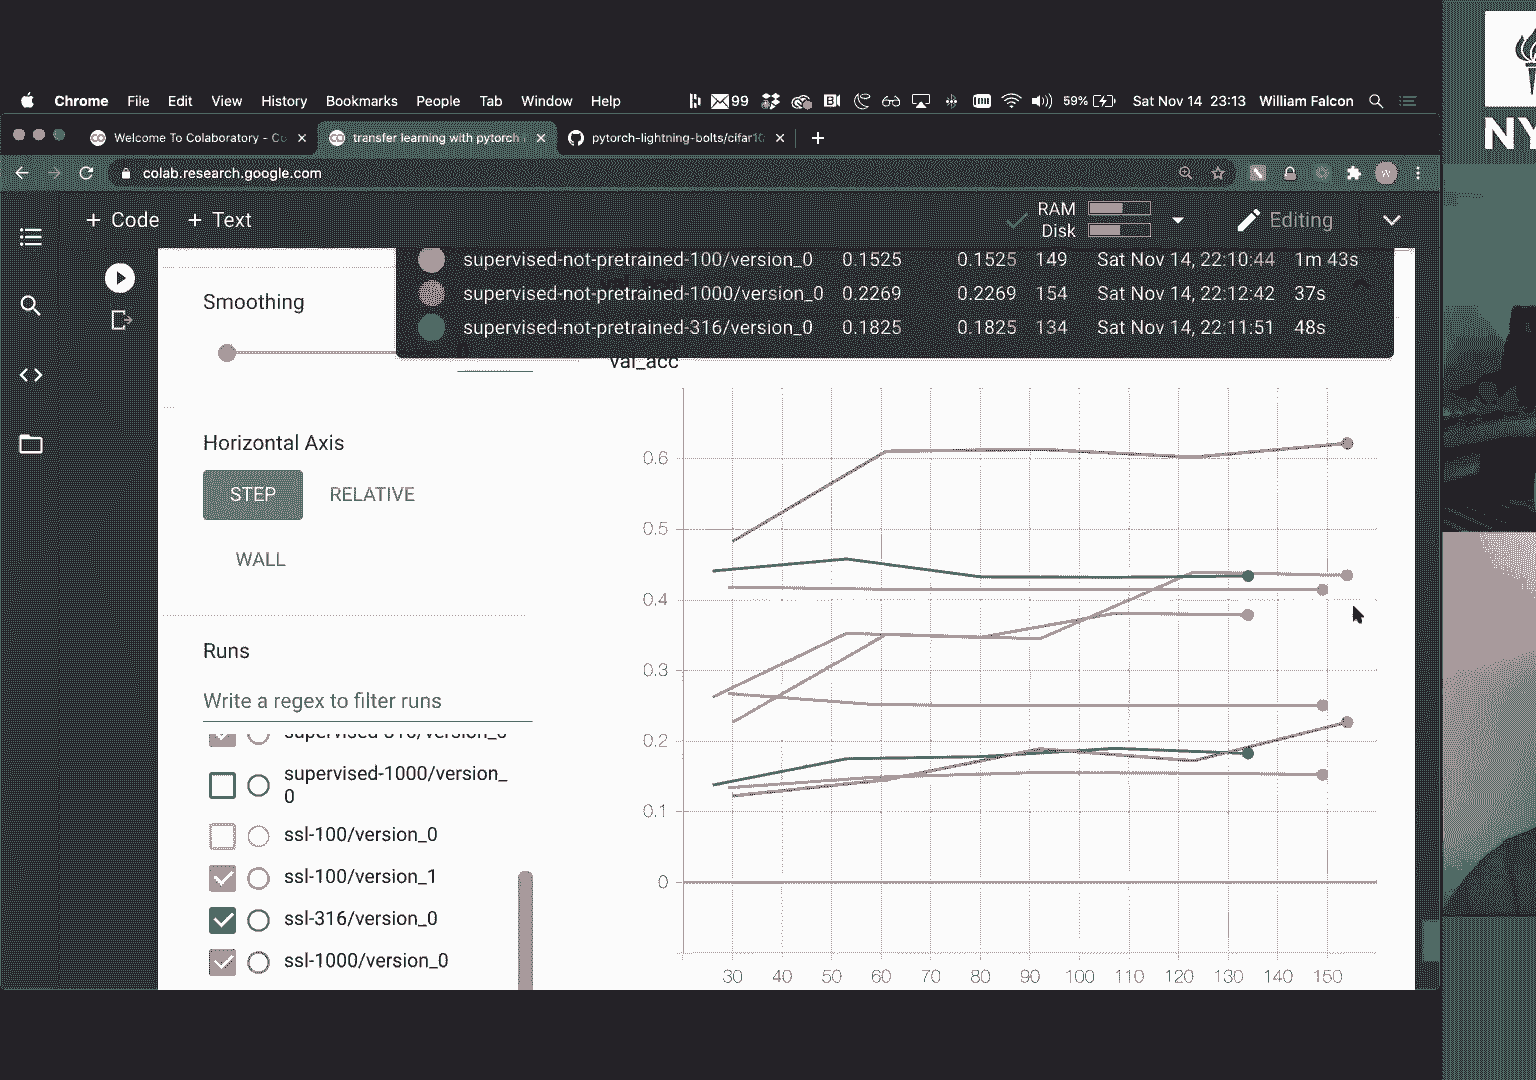 Chrome File Edit View History Bookmarks People Tab Window Help 99 59% Sat Nov 14 23:13 William Falcon
Welcome To Colaboratory - Co
transfer learning with pytorch
pytorch-lightning-bolts/cifar10
NY
colab.research.google.com
+ Code + Text
RAM
Disk
Editing
supervised-not-pretrained-100/version_0 0.1525 0.1525 149 Sat Nov 14, 22:10:44 1m 43s
supervised-not-pretrained-1000/version_0 0.2269 0.2269 154 Sat Nov 14, 22:12:42 37s
supervised-not-pretrained-316/version_0 0.1825 0.1825 134 Sat Nov 14, 22:11:51 48s
Smoothing
val_acc
Horizontal Axis
STEP RELATIVE
WALL
Runs
Write a regex to filter runs
supervised-316/version_0
supervised-1000/version_
0
ssl-100/version_0
ssl-100/version_1
ssl-316/version_0
ssl-1000/version_0
0.6
0.5
0.4
0.3
0.2
0.1
0
30 40 50 60 70 80 90 100 110 120 130 140 150